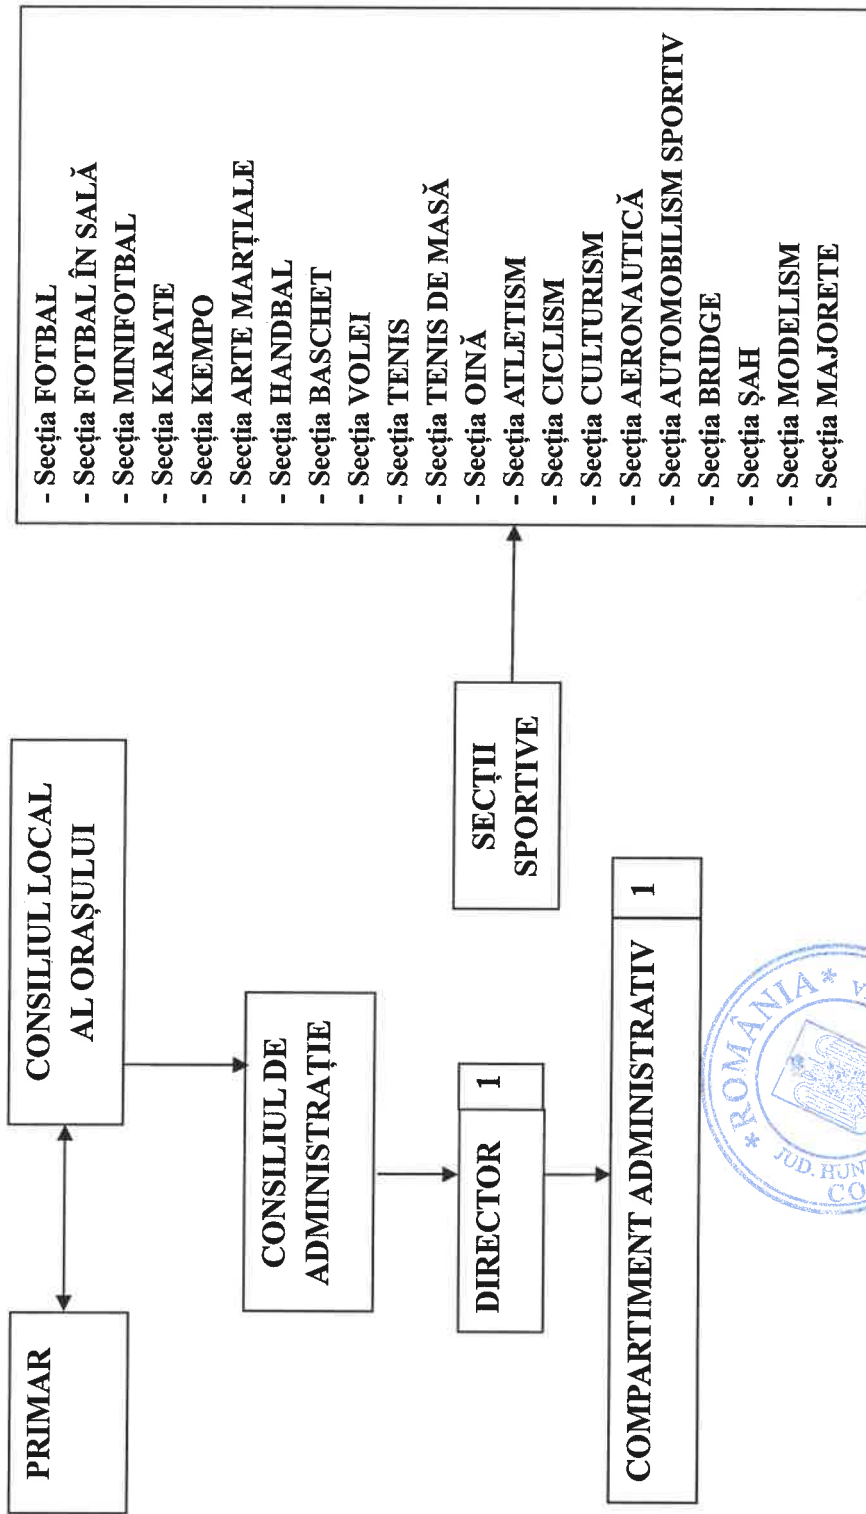 PRIMAR
CONSILIUL LOCAL
AL ORAȘULUI
CONSILIUL DE
ADMINISTRAȚIE
DIRECTOR
1
COMPARTIMENT ADMINISTRATIV
1
SECȚII
SPORTIVE
- Secția FOTBAL
- Secția FOTBAL ÎN SALĂ
- Secția MINIFOTBAL
- Secția KARATE
- Secția KEMPO
- Secția ARTE MARȚIALE
- Secția HANDBAL
- Secția BASCHET
- Secția VOLEI
- Secția TENIS
- Secția TENIS DE MASĂ
- Secția OINĂ
- Secția ATLETISM
- Secția CICLISM
- Secția CULTURISM
- Secția AERONAUTICĂ
- Secția AUTOMOBILISM SPORTIV
- Secția BRIDGE
- Secția ȘAH
- Secția MODELISM
- Secția MAJORETE
* ROMÂNIA *
JUD.